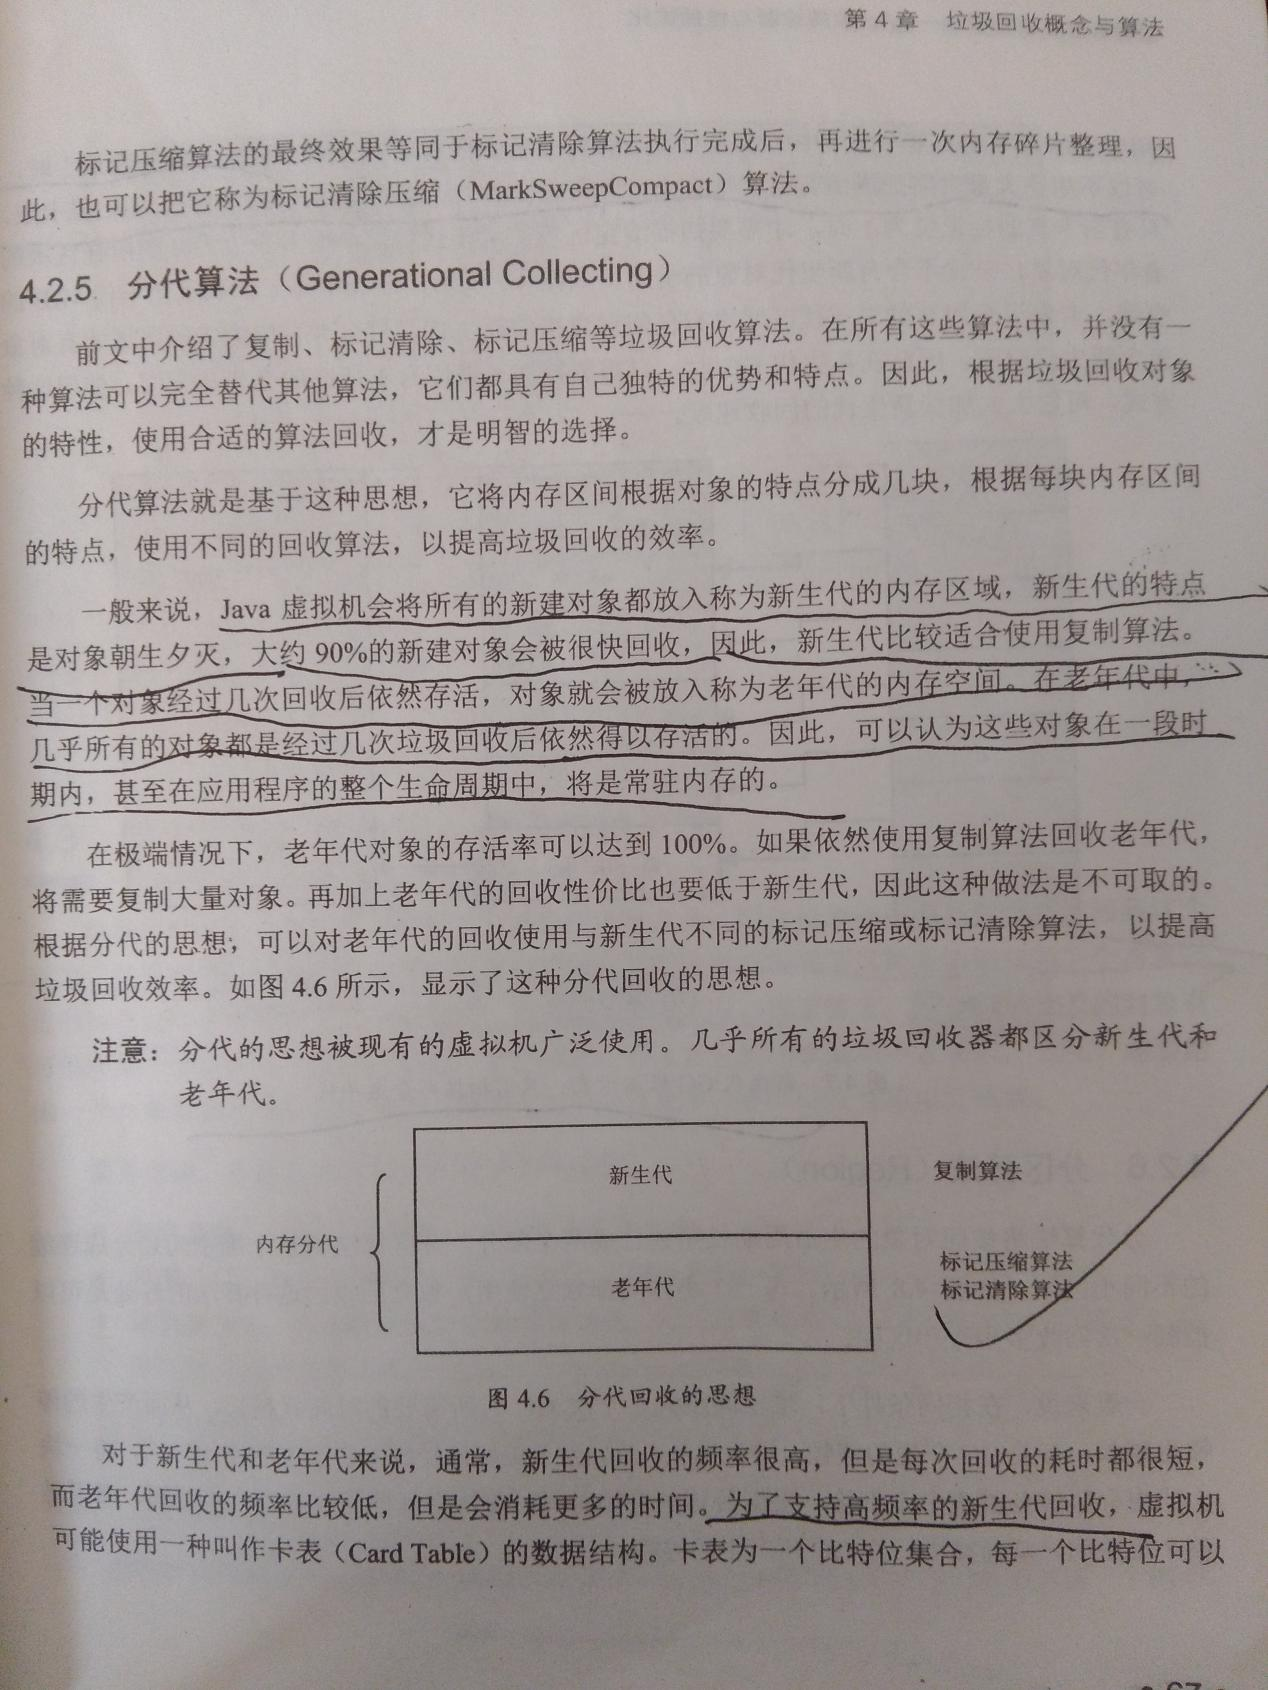 第4章 垃圾回收概念与算法
标记压缩算法的最终效果等同于标记清除算法执行完成后，再进行一次内存碎片整理，因
此，也可以把它称为标记清除压缩（MarkSweepCompact）算法。
4.2.5 分代算法（Generational Collecting）
前文中介绍了复制、标记清除、标记压缩等垃圾回收算法。在所有这些算法中，并没有一
种算法可以完全替代其他算法，它们都具有自己独特的优势和特点。因此，根据垃圾回收对象
的特性，使用合适的算法回收，才是明智的选择。
分代算法就是基于这种思想，它将内存区间根据对象的特点分成几块，根据每块内存区间
的特点，使用不同的回收算法，以提高垃圾回收的效率。
一般来说，Java 虚拟机会将所有的新建对象都放入称为新生代的内存区域，新生代的特点
是对象朝生夕灭，大约 90%的新建对象会被很快回收，因此，新生代比较适合使用复制算法。
当一个对象经过几次回收后依然存活，对象就会被放入称为老年代的内存空间。在老年代中，
几乎所有的对象都是经过几次垃圾回收后依然得以存活的。因此，可以认为这些对象在一段时
期内，甚至在应用程序的整个生命周期中，将是常驻内存的。
在极端情况下，老年代对象的存活率可以达到 100%。如果依然使用复制算法回收老年代，
将需要复制大量对象。再加上老年代的回收性价比也要低于新生代，因此这种做法是不可取的。
根据分代的思想，可以对老年代的回收使用与新生代不同的标记压缩或标记清除算法，以提高
垃圾回收效率。如图 4.6 所示，显示了这种分代回收的思想。
注意：分代的思想被现有的虚拟机广泛使用。几乎所有的垃圾回收器都区分新生代和
老年代。
新生代 复制算法
内存分代
标记压缩算法
老年代 标记清除算法
图 4.6 分代回收的思想
对于新生代和老年代来说，通常，新生代回收的频率很高，但是每次回收的耗时都很短，
而老年代回收的频率比较低，但是会消耗更多的时间。为了支持高频率的新生代回收，虚拟机
可能使用一种叫作卡表（Card Table）的数据结构。卡表为一个比特位集合，每一个比特位可以